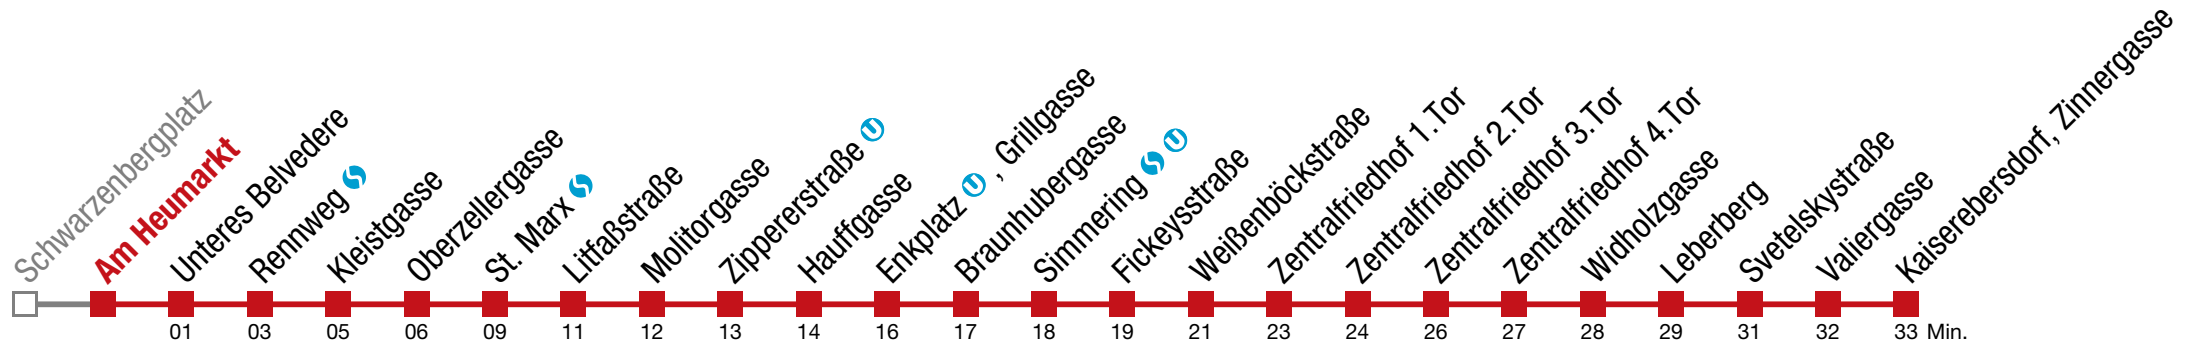 Schwarzenbergplatz
Am Heumarkt
Unteres Belvedere
Rennweg S
Kleistgasse
Oberzellergasse
St. Marx S
Litfaßstraße
Molitorgasse
Zippererstraße U
Hauffgasse
Enkplatz U , Grillgasse
Braunhubergasse
Simmering S U
Fickeysstraße
Weißenböckstraße
Zentralfriedhof 1.Tor
Zentralfriedhof 2.Tor
Zentralfriedhof 3.Tor
Zentralfriedhof 4.Tor
Widholzgasse
Leberberg
Svetelskystraße
Valiergasse
Kaiserebersdorf, Zinnergasse
01 03 05 06 09 11 12 13 14 16 17 18 19 21 23 24 26 27 28 29 31 32 33 Min.